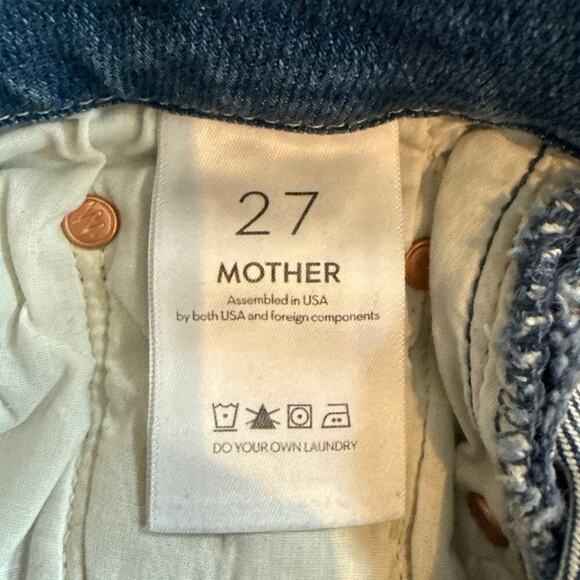 27
MOTHER
Assembled in USA
by both USA and foreign components
DO YOUR OWN LAUNDRY